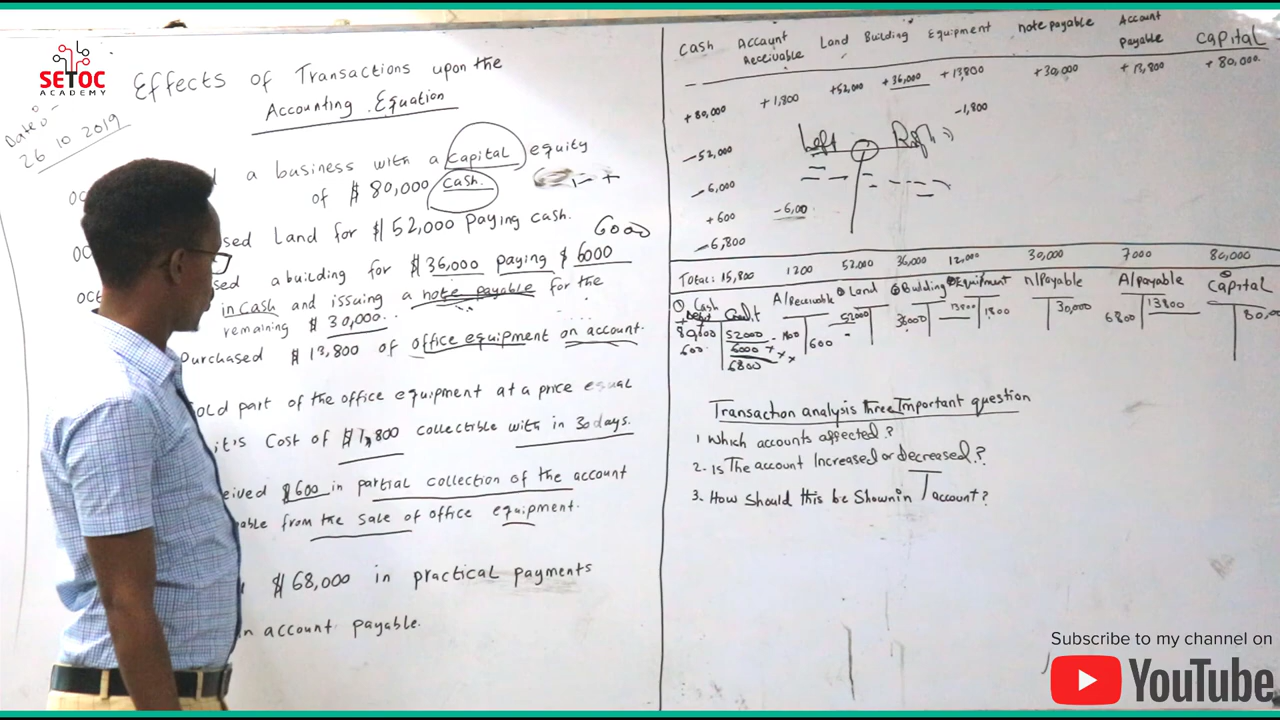 SETOC
ACADEMY
Effects of Transactions upon the
Accounting Equation
Date:
26 10 2019
a business with a capital equity
of $ 80,000 cash.
- +
Land for $ 52,000 paying cash.
6000
a building for $ 36,000 paying $ 6000
in cash and issuing a note payable for the
remaining $ 30,000.
Purchased $ 13,800 of office equipment on account.
sold part of the office equipment at a price equal
it's cost of $ 1,800 collectible with in 30 days.
$600 in partial collection of the account
from the sale of office equipment.
$ 68,000 in practical payments
account payable.
Cash Account Receivable Land Building Equipment note payable Account Payable Capital
+52,000 +36,000 +13,800 +30,000 +13,800 +80,000
+80,000 +1,800 -1,800
Left
-52,000
-6,000
+600 -6,00
-6,800
Total: 15,800 1200 52,000 36,000 12,000 30,000 7000 80,000
① Cash A/Receivable Land Building Equipment n/Payable A/Payable Capital
Debit Credit
80,000 52000 1800 600 52000 36000 13800 1800 30,000 6800 13800
600 6000
6800
Transaction analysis three Important question
1 Which accounts affected?
2. Is The account Increased or decreased?
3. How should this be Shown in T account?
Subscribe to my channel on
YouTube